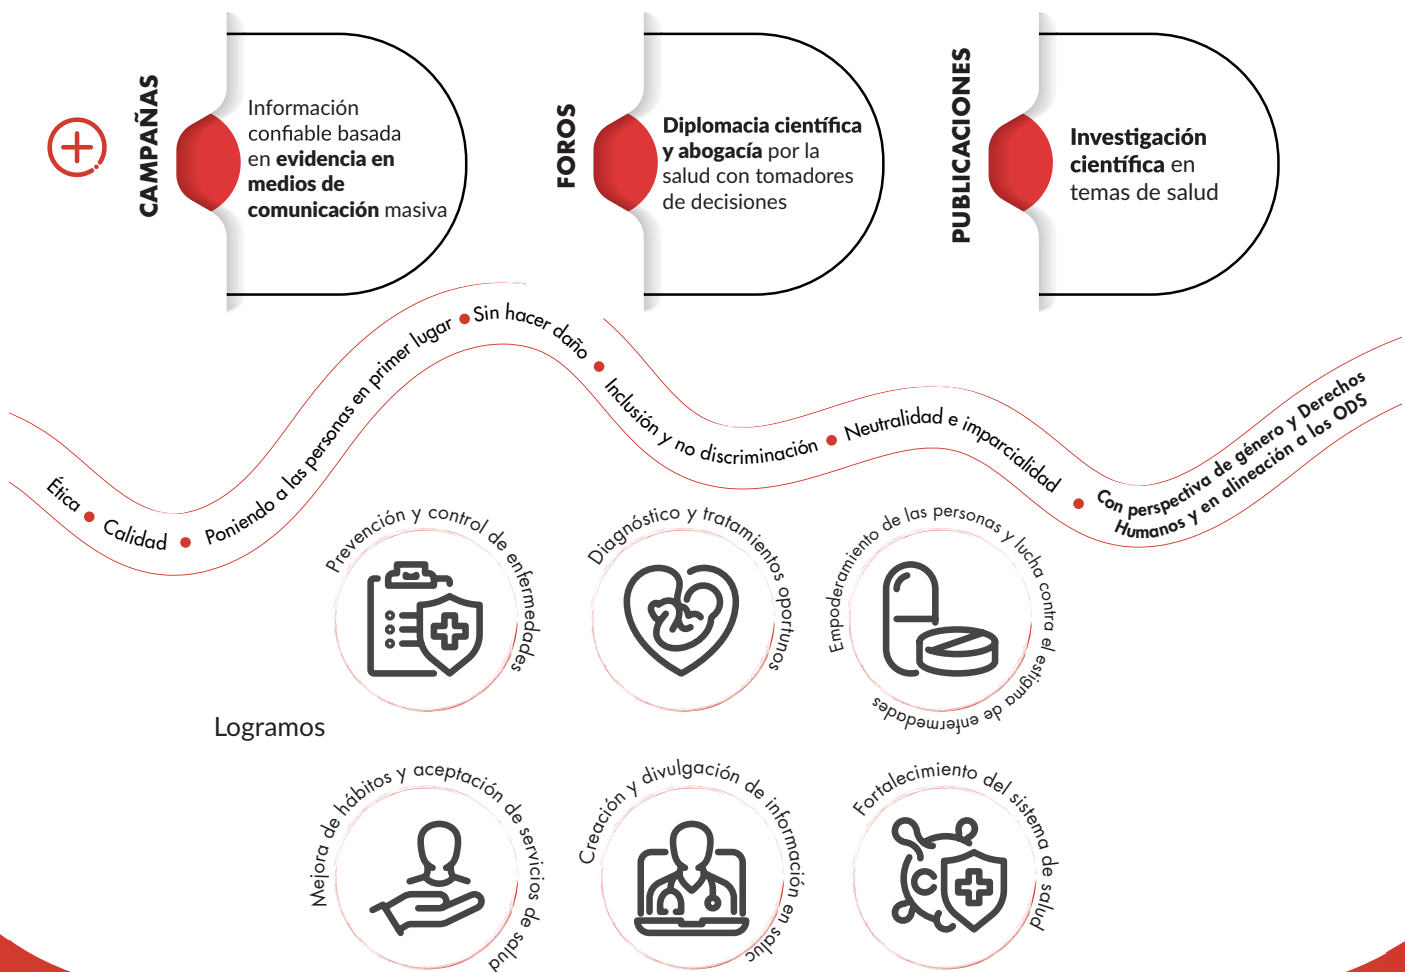 CAMPAÑAS
Información
confiable basada
en evidencia en
medios de
comunicación masiva
FOROS
Diplomacia científica
y abogacía por la
salud con tomadores
de decisiones
PUBLICACIONES
Investigación
científica en
temas de salud
Ética
Calidad
Poniendo a las personas en primer lugar
Sin hacer daño
Inclusión y no discriminación
Neutralidad e imparcialidad
Con perspectiva de género y Derechos
Humanos y en alineación a los ODS
Logramos
Prevención y control de enfermedades
Diagnóstico y tratamientos oportunos
Empoderamiento de las personas y lucha contra el estigma de enfermedades
Mejora de hábitos y aceptación de servicios de salud
Creación y divulgación de información en saluc
Fortalecimiento del sistema de salud